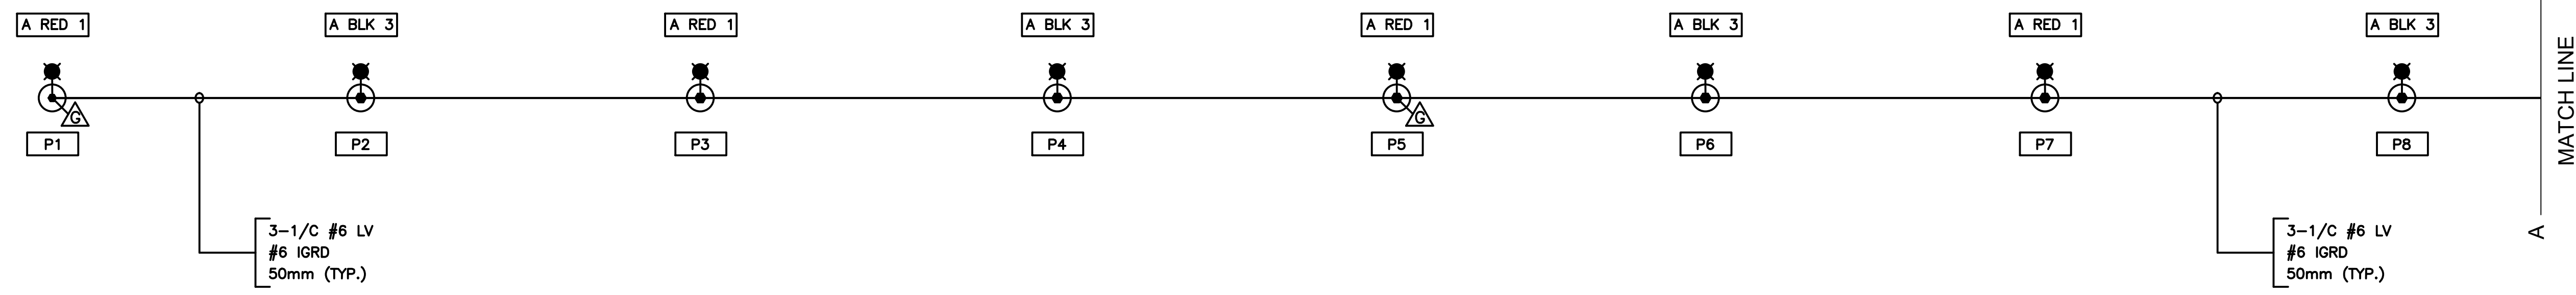 A RED 1
A BLK 3
A RED 1
A BLK 3
A RED 1
A BLK 3
A RED 1
A BLK 3
MATCH LINE
G
G
P1
P2
P3
P4
P5
P6
P7
P8
3-1/C #6 LV
#6 IGRD
50mm (TYP.)
3-1/C #6 LV
#6 IGRD
50mm (TYP.)
A